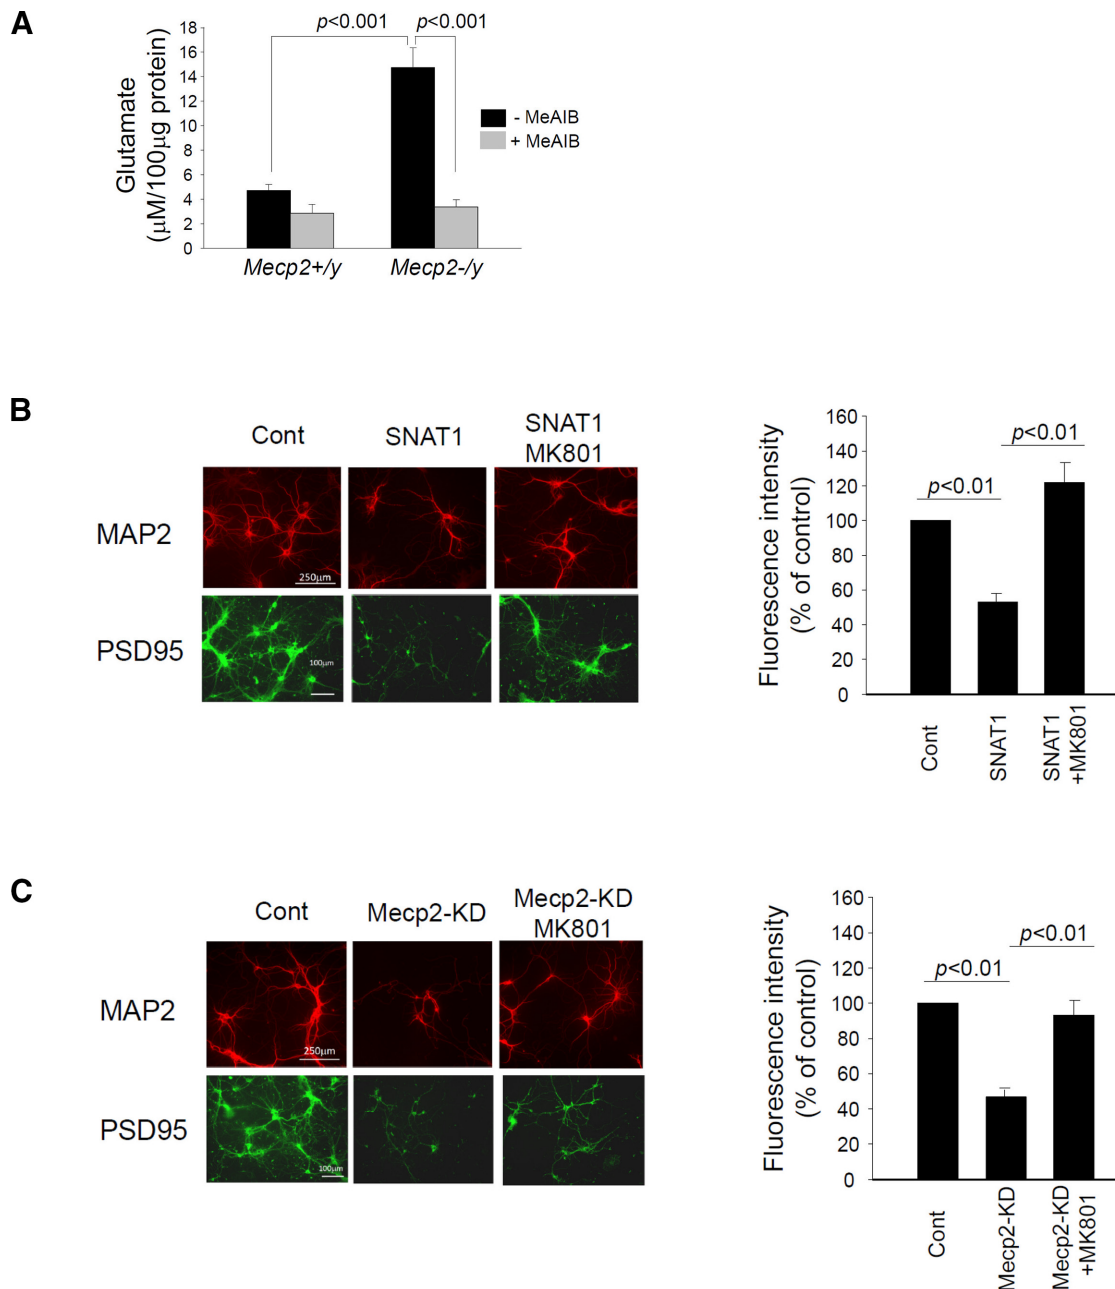 A
p<0.001
p<0.001
18
16
14
12
10
8
6
4
2
0
Glutamate
(μM/100μg protein)
- MeAIB
+ MeAIB
Mecp2+/y
Mecp2-/y
B
Cont
SNAT1
SNAT1
MK801
MAP2
250μm
PSD95
100μm
160
140
120
100
80
60
40
20
0
Fluorescence intensity
(% of control)
p<0.01
p<0.01
Cont
SNAT1
SNAT1
+MK801
C
Cont
Mecp2-KD
Mecp2-KD
MK801
MAP2
250μm
PSD95
100μm
160
140
120
100
80
60
40
20
0
Fluorescence intensity
(% of control)
p<0.01
p<0.01
Cont
Mecp2-KD
Mecp2-KD
+MK801